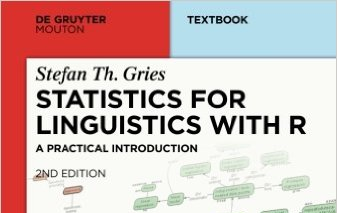 DE GRUYTER
MOUTON
TEXTBOOK
Stefan Th. Gries
STATISTICS FOR
LINGUISTICS WITH R
A PRACTICAL INTRODUCTION
2ND EDITION